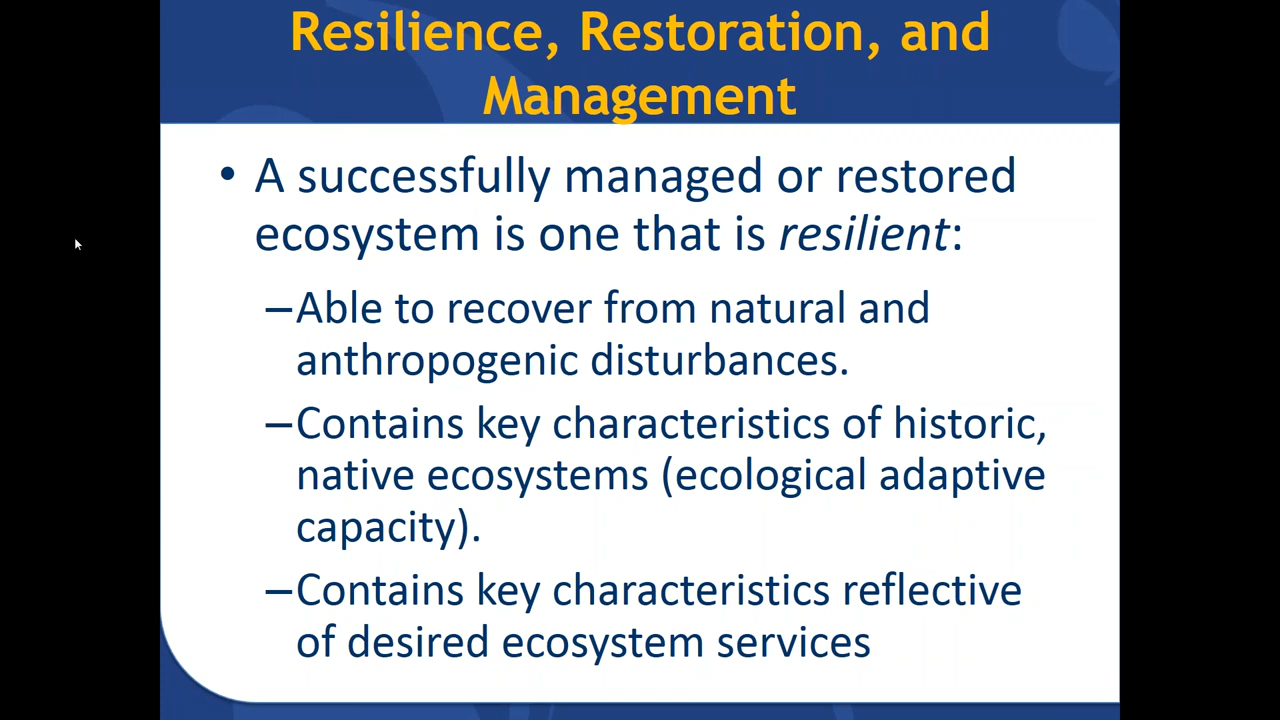 Resilience, Restoration, and
Management
• A successfully managed or restored
ecosystem is one that is resilient:
–Able to recover from natural and
anthropogenic disturbances.
–Contains key characteristics of historic,
native ecosystems (ecological adaptive
capacity).
–Contains key characteristics reflective
of desired ecosystem services